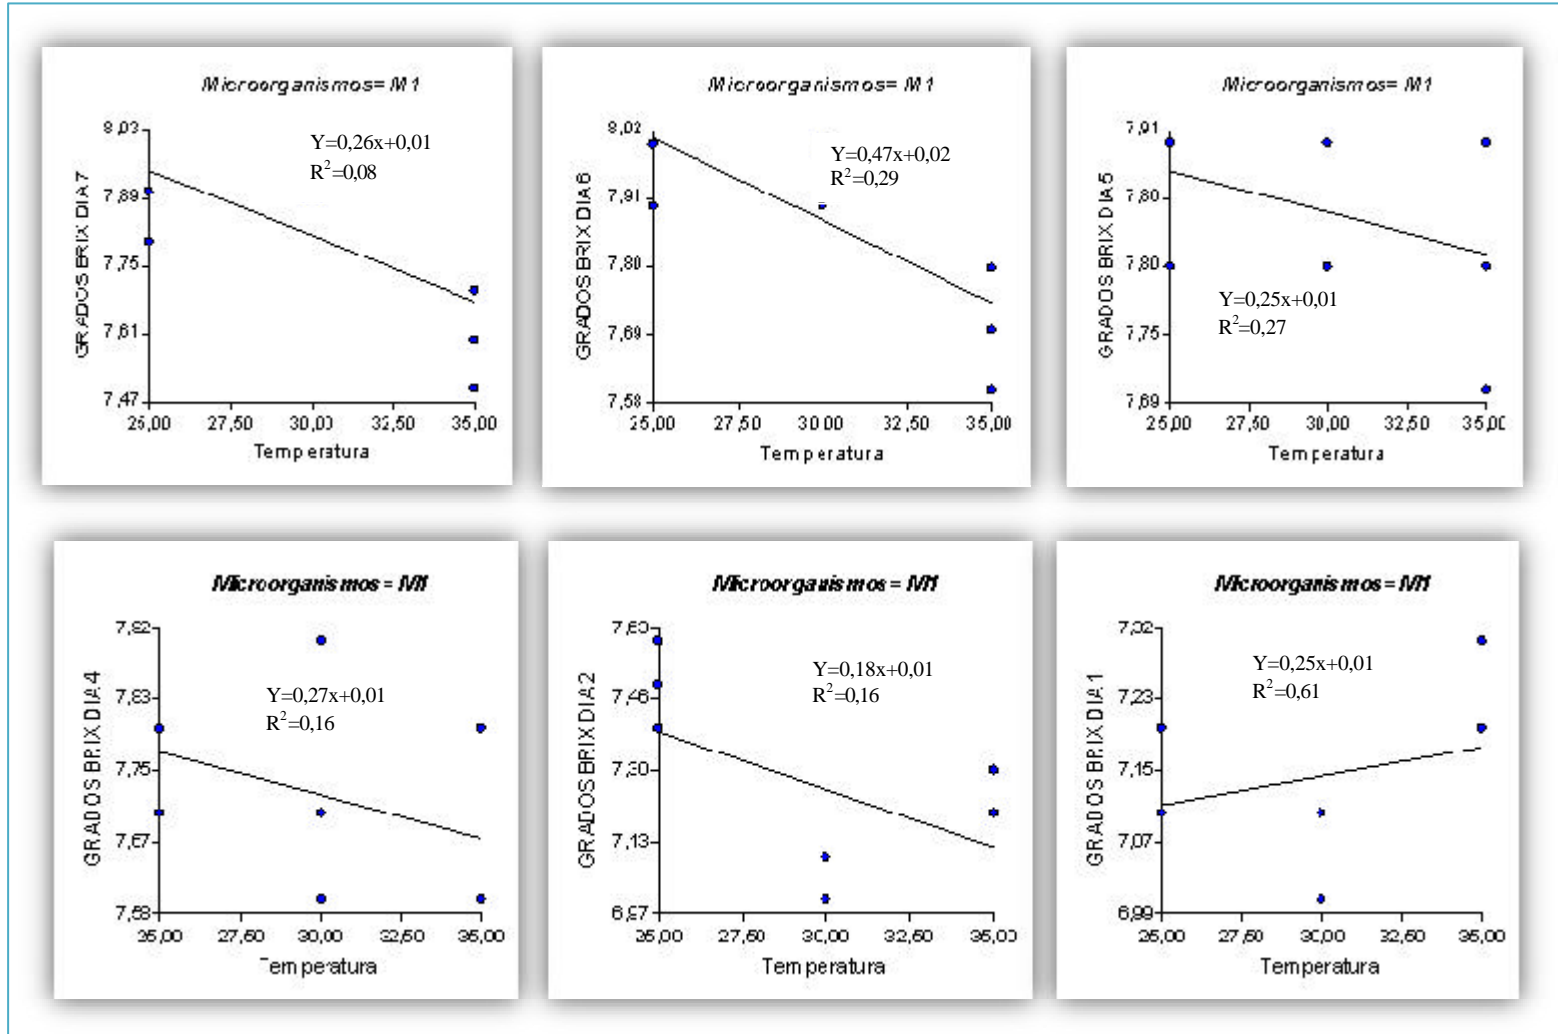 Microorganismos= M1
GRADOS BRIX DIA 7
8,03
7,89
7,75
7,61
7,47
Y=0,26x+0,01
R²=0,08
25,00 27,50 30,00 32,50 35,00
Temperatura
Microorganismos= M1
GRADOS BRIX DIA 6
8,02
7,91
7,80
7,69
7,58
Y=0,47x+0,02
R²=0,29
25,00 27,50 30,00 32,50 35,00
Temperatura
Microorganismos= M1
GRADOS BRIX DIA 5
7,91
7,80
7,80
7,75
7,69
Y=0,25x+0,01
R²=0,27
25,00 27,50 30,00 32,50 35,00
Temperatura
Microorganismos = M1
GRADOS BRIX DIA 4
7,92
7,83
7,75
7,67
7,58
Y=0,27x+0,01
R²=0,16
25,00 27,50 30,00 32,50 35,00
Temperatura
Microorganismos = M1
GRADOS BRIX DIA 2
7,63
7,46
7,30
7,13
6,97
Y=0,18x+0,01
R²=0,16
25,00 27,50 30,00 32,50 35,00
Temperatura
Microorganismos = M1
GRADOS BRIX DIA 1
7,32
7,23
7,15
7,07
6,99
Y=0,25x+0,01
R²=0,61
25,00 27,50 30,00 32,50 35,00
Temperatura